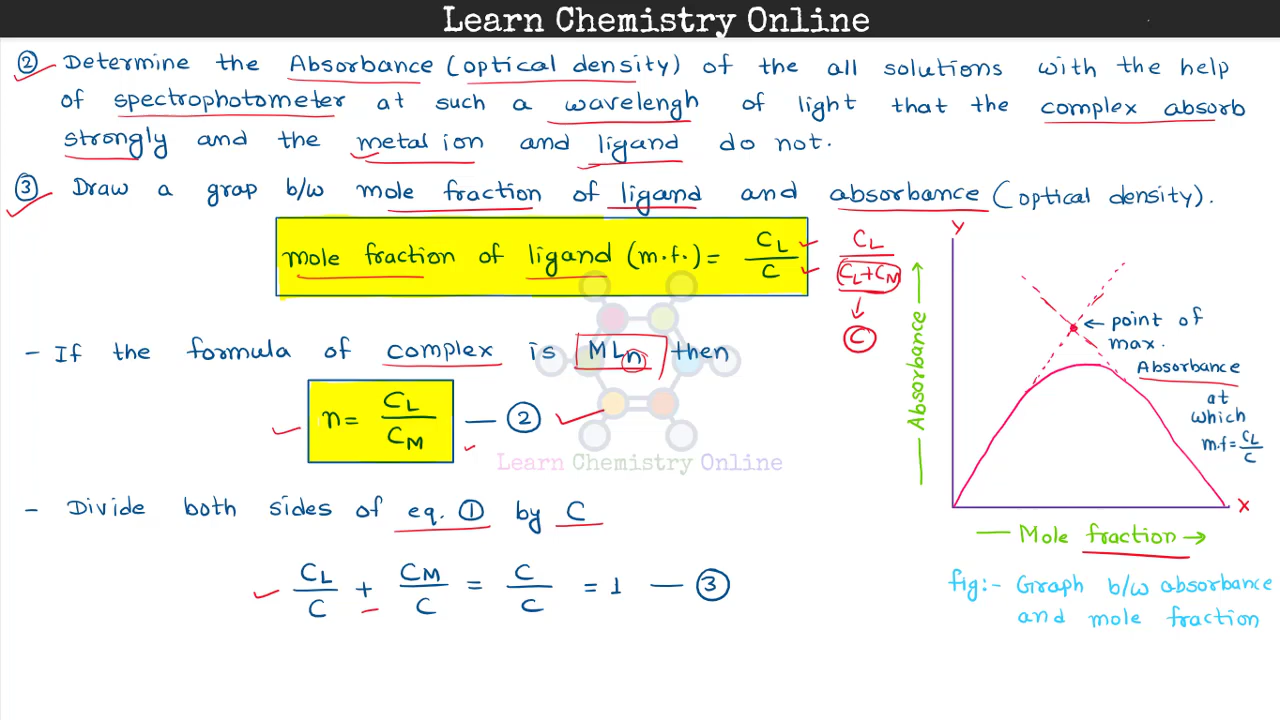 Learn Chemistry Online
② Determine the Absorbance (optical density) of the all solutions with the help
of spectrophotometer at such a wavelengh of light that the complex absorb
strongly and the metal ion and ligand do not.
③ Draw a grap b/w mole fraction of ligand and absorbance (optical density).
mole fraction of ligand (m.f.) = CL/C
CL/(CL+CM)
↓
C
- If the formula of complex is MLn then
n = CL/CM — ②
Learn Chemistry Online
- Divide both sides of eq. ① by C
CL/C + CM/C = C/C = 1 — ③
Y
Absorbance
← point of
max.
Absorbance
at
which
m.f = CL/C
X
Mole fraction →
fig:- Graph b/w absorbance
and mole fraction